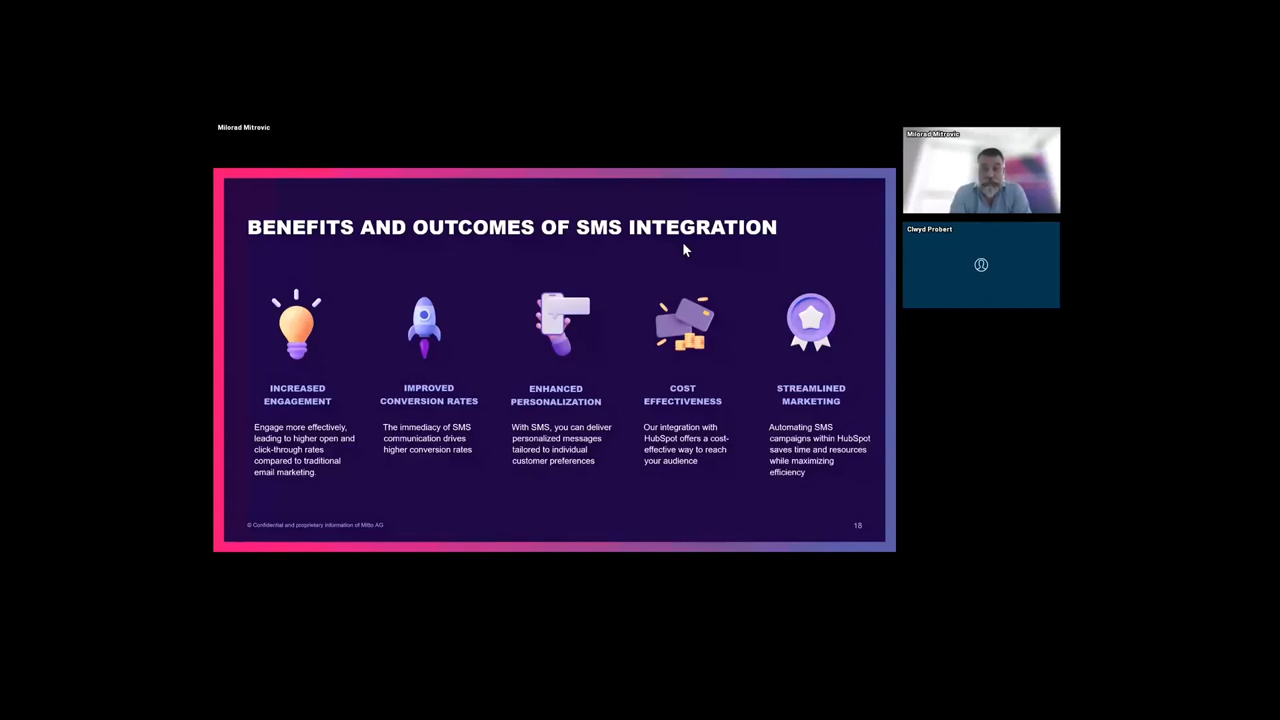 Milorad Mitrovic
Milorad Mitrovic
Clwyd Probert
BENEFITS AND OUTCOMES OF SMS INTEGRATION
INCREASED
ENGAGEMENT
Engage more effectively,
leading to higher open and
click-through rates
compared to traditional
email marketing.
IMPROVED
CONVERSION RATES
The immediacy of SMS
communication drives
higher conversion rates
ENHANCED
PERSONALIZATION
With SMS, you can deliver
personalized messages
tailored to individual
customer preferences
COST
EFFECTIVENESS
Our integration with
HubSpot offers a cost-
effective way to reach
your audience
STREAMLINED
MARKETING
Automating SMS
campaigns within HubSpot
saves time and resources
while maximizing
efficiency
© Confidential and proprietary information of Mitto AG
18